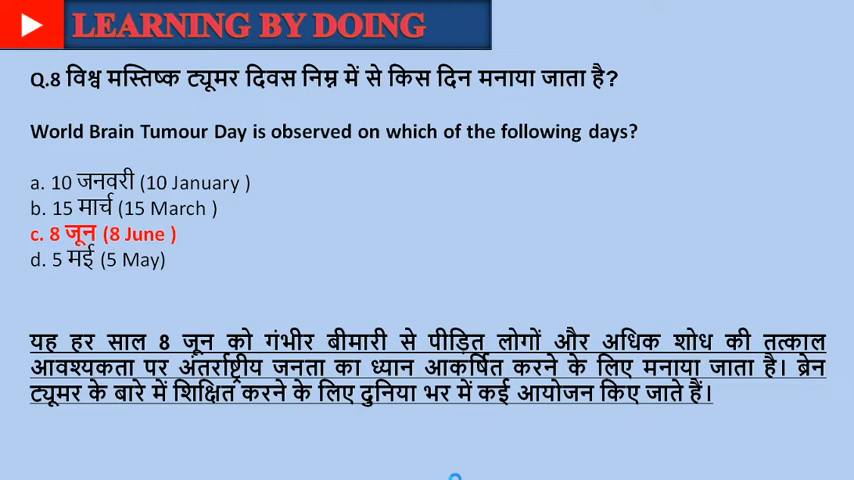 LEARNING BY DOING
Q.8 विश्व मस्तिष्क ट्यूमर दिवस निम्न में से किस दिन मनाया जाता है?
World Brain Tumour Day is observed on which of the following days?
a. 10 जनवरी (10 January )
b. 15 मार्च (15 March )
c. 8 जून (8 June )
d. 5 मई (5 May)
यह हर साल 8 जून को गंभीर बीमारी से पीड़ित लोगों और अधिक शोध की तत्काल
आवश्यकता पर अंतर्राष्ट्रीय जनता का ध्यान आकर्षित करने के लिए मनाया जाता है। ब्रेन
ट्यूमर के बारे में शिक्षित करने के लिए दुनिया भर में कई आयोजन किए जाते हैं।